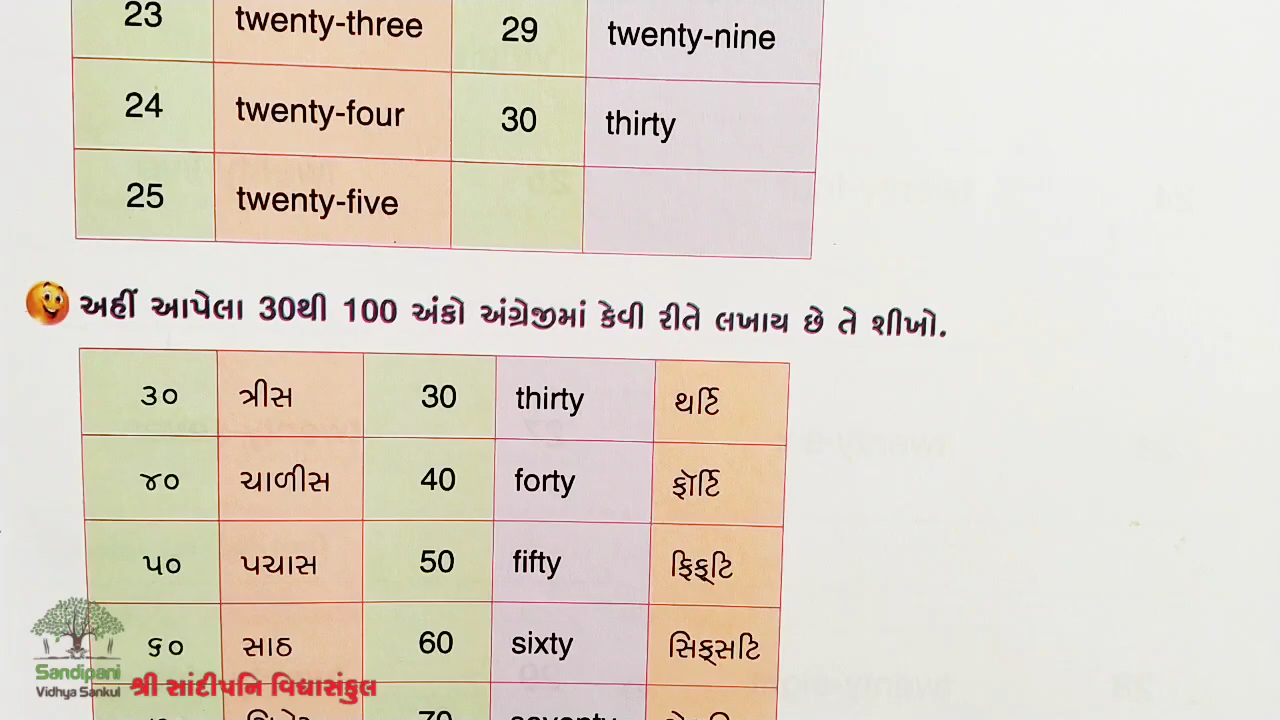 23 twenty-three 29 twenty-nine
24 twenty-four 30 thirty
25 twenty-five
અહીં આપેલા 30થી 100 અંકો અંગ્રેજીમાં કેવી રીતે લખાય છે તે શીખો.
૩૦ ત્રીસ 30 thirty થર્ટિ
૪૦ ચાળીસ 40 forty ફૉર્ટિ
૫૦ પચાસ 50 fifty ફિફ્ટિ
૬૦ સાઠ 60 sixty સિક્સટિ
70 seventy
Sandipani
Vidhya Sankul
શ્રી સાંદીપનિ વિદ્યાસંકુલ